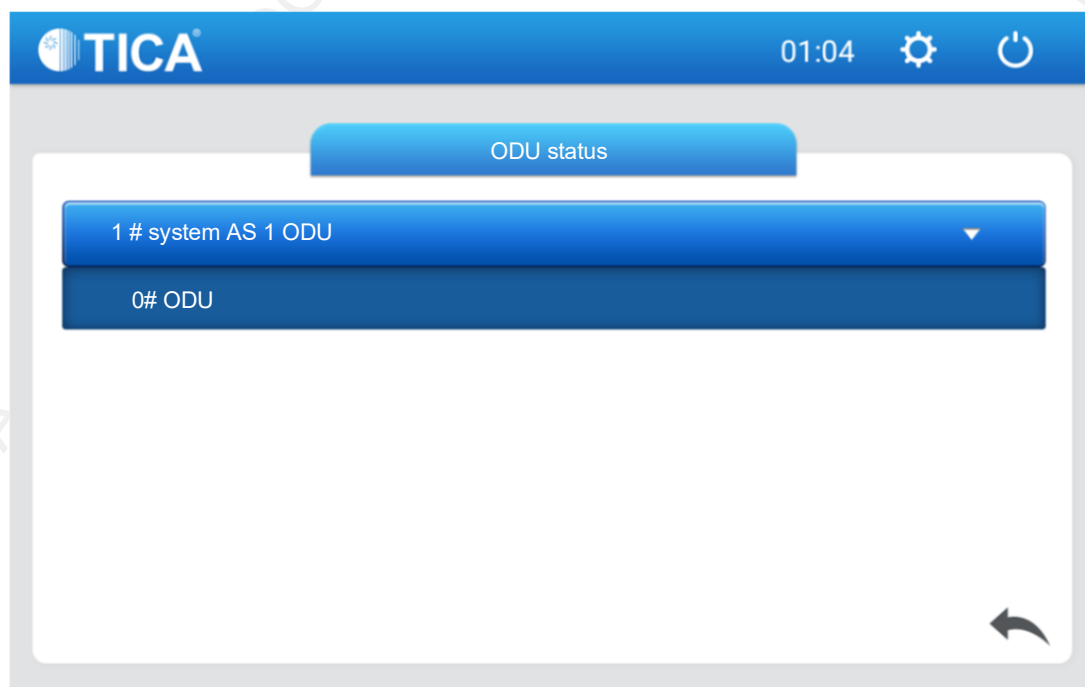 TICA®
01:04
ODU status
1 # system AS 1 ODU
0# ODU